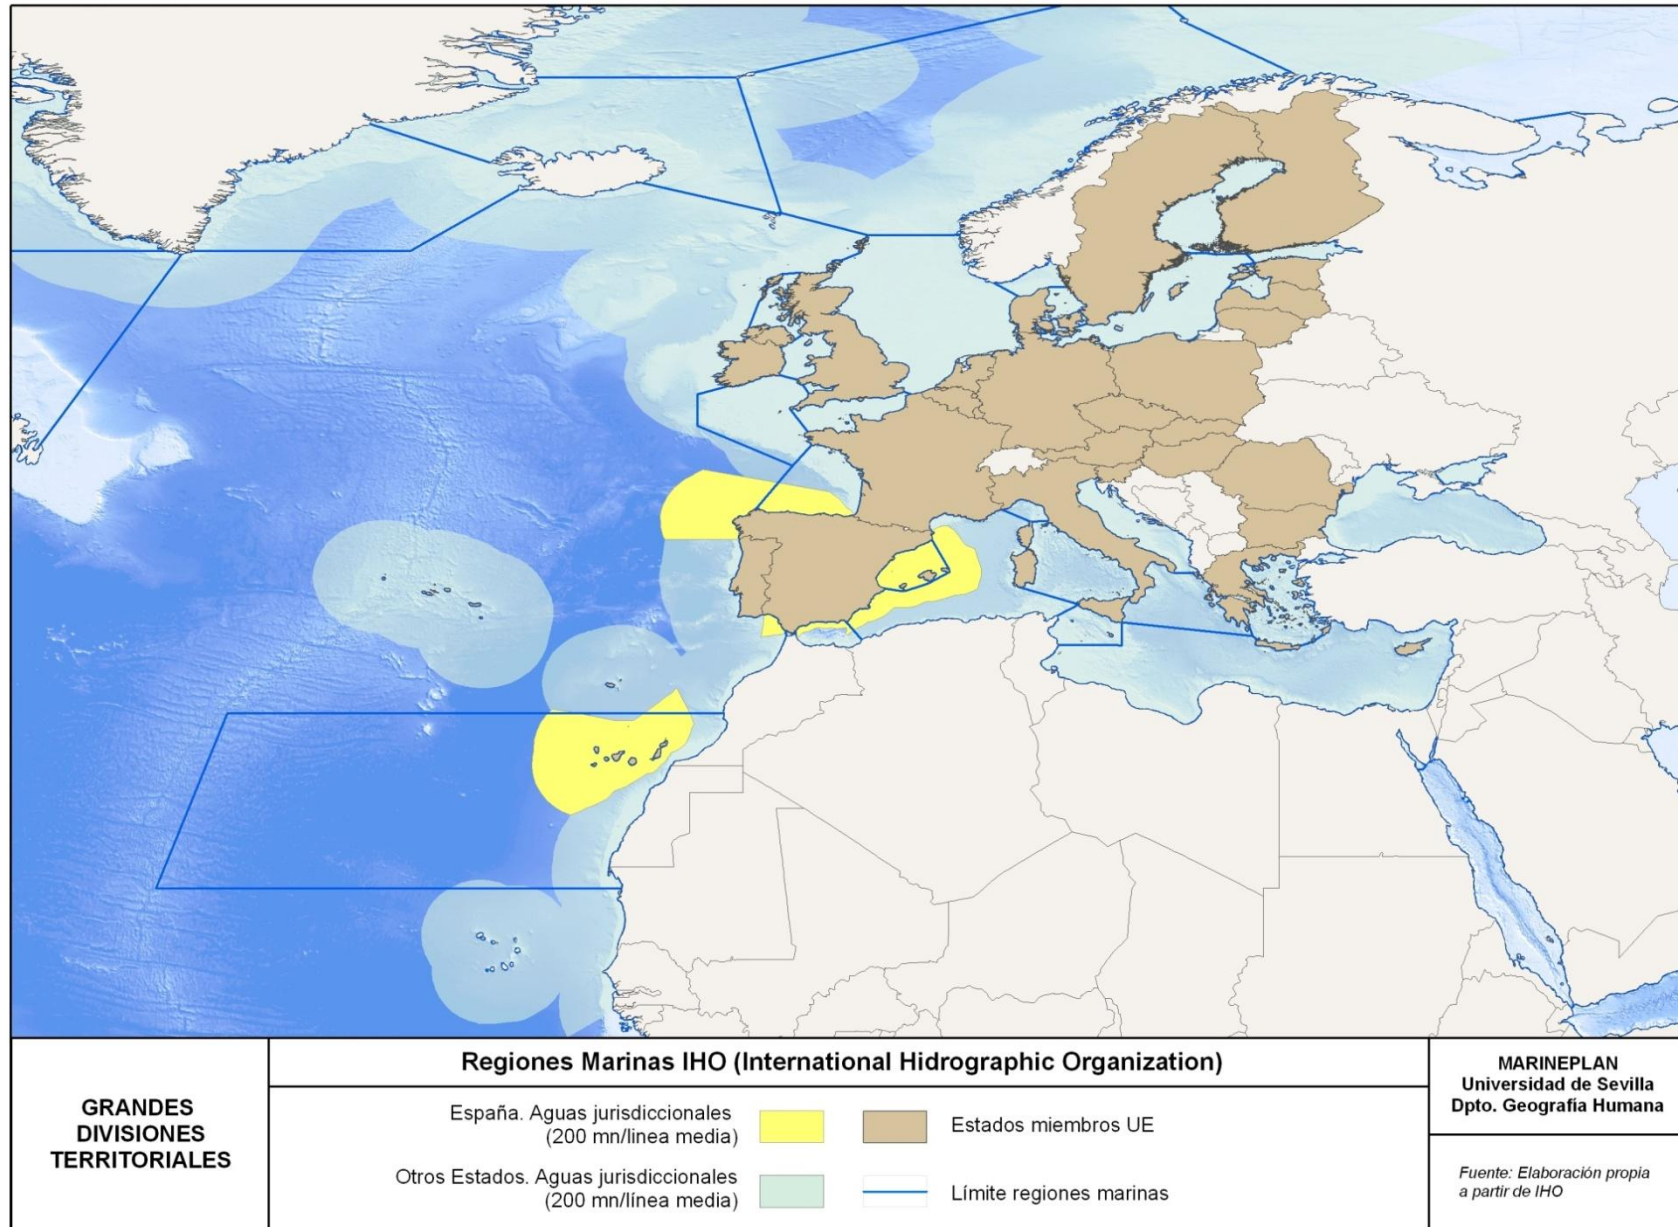 GRANDES
DIVISIONES
TERRITORIALES
Regiones Marinas IHO (International Hidrographic Organization)
España. Aguas jurisdiccionales
(200 mn/linea media)
Estados miembros UE
Otros Estados. Aguas jurisdiccionales
(200 mn/línea media)
Límite regiones marinas
MARINEPLAN
Universidad de Sevilla
Dpto. Geografía Humana
Fuente: Elaboración propia
a partir de IHO